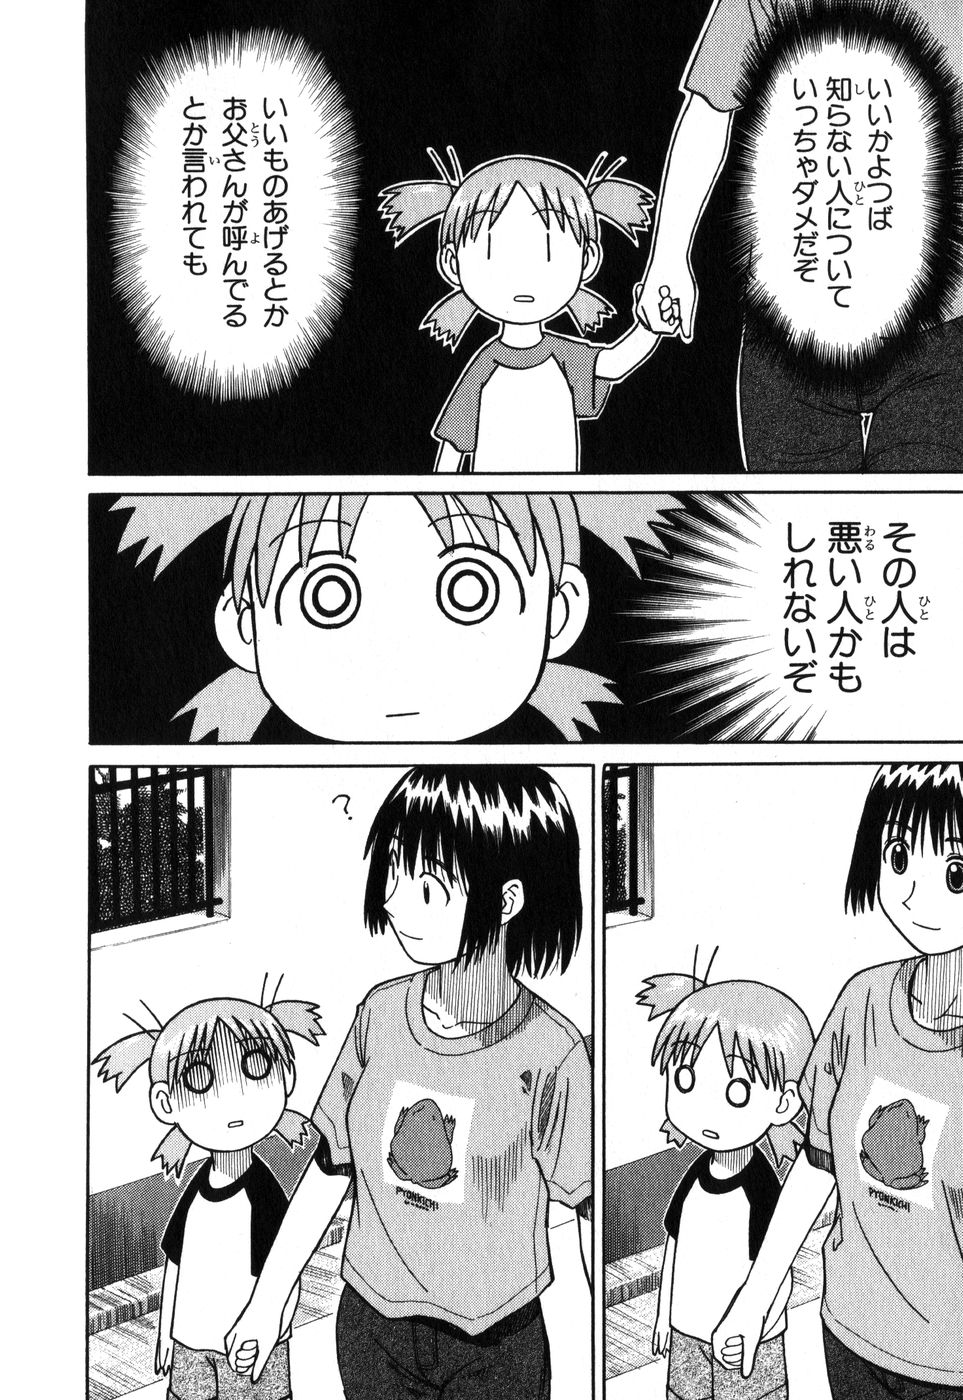 いいかよつば
知らない人について
いっちゃダメだぞ
いいものあげるとか
お父さんが呼んでる
とか言われても
その人は
悪い人かも
しれないぞ
PYONKICHI
?
PYONKICHI